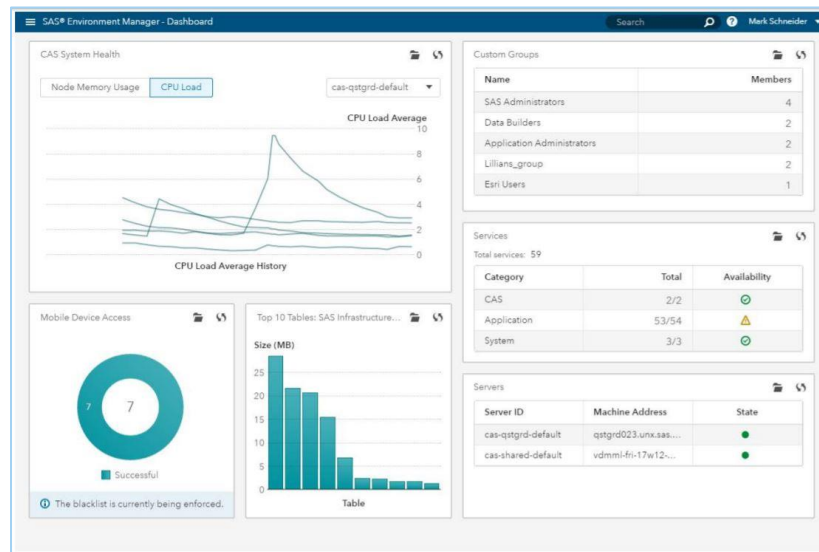 SAS® Environment Manager - Dashboard
Search
Mark Schneider
CAS System Health
Node Memory Usage
CPU Load
cas-qstgrd-default
CPU Load Average
10
8
6
4
2
0
CPU Load Average History
Mobile Device Access
7
7
Successful
The blacklist is currently being enforced.
Top 10 Tables: SAS Infrastructure...
Size (MB)
25
20
15
10
5
0
Table
Custom Groups
Name Members
SAS Administrators 4
Data Builders 2
Application Administrators 2
Lillians_group 2
Esri Users 1
Services
Total services: 59
Category Total Availability
CAS 2/2
Application 53/54
System 3/3
Servers
Server ID Machine Address State
cas-qstgrd-default qstgrd023.unx.sas....
cas-shared-default vdmml-fri-17w12-...